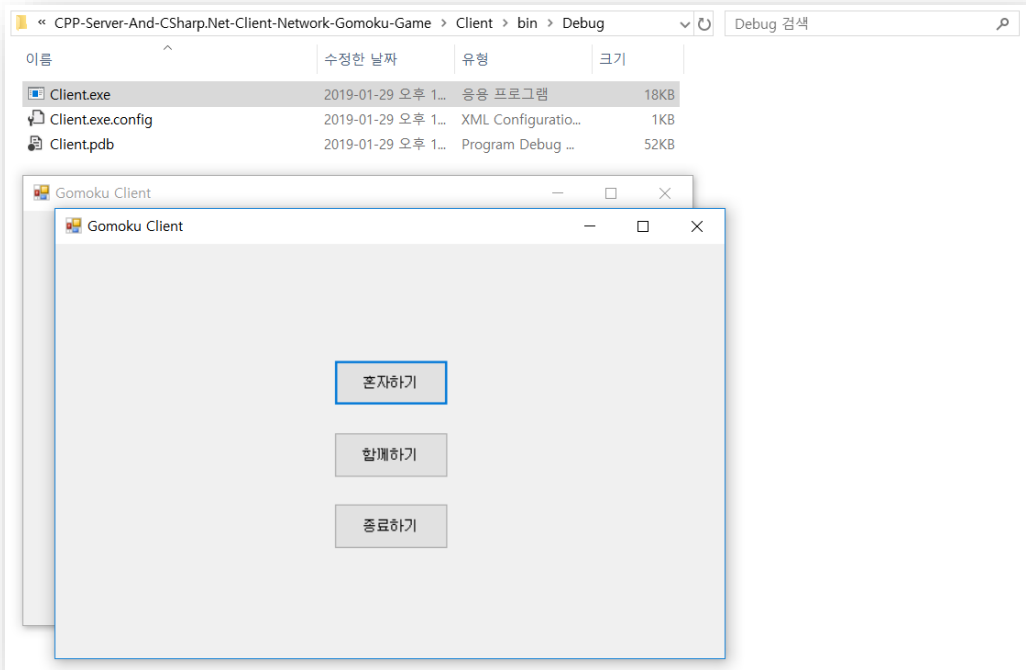 « CPP-Server-And-CSharp.Net-Client-Network-Gomoku-Game > Client > bin > Debug
Debug 검색
이름 수정한 날짜 유형 크기
Client.exe 2019-01-29 오후 1... 응용 프로그램 18KB
Client.exe.config 2019-01-29 오후 1... XML Configuratio... 1KB
Client.pdb 2019-01-29 오후 1... Program Debug ... 52KB
Gomoku Client
Gomoku Client
혼자하기
함께하기
종료하기